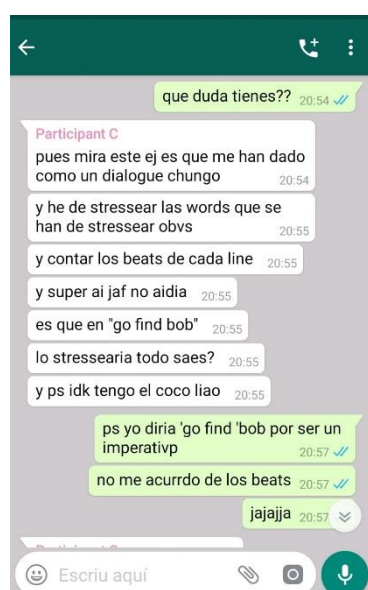 que duda tienes?? 20:54
Participant C
pues mira este ej es que me han dado
como un dialogue chungo 20:54
y he de stressear las words que se
han de stressear obvs 20:55
y contar los beats de cada line 20:55
y super ai jaf no aidia 20:55
es que en "go find bob" 20:55
lo stressearia todo saes? 20:55
y ps idk tengo el coco liao 20:55
ps yo diria 'go find 'bob por ser un
imperativp 20:57
no me acurrdo de los beats 20:57
jajajja 20:57
Escriu aquí